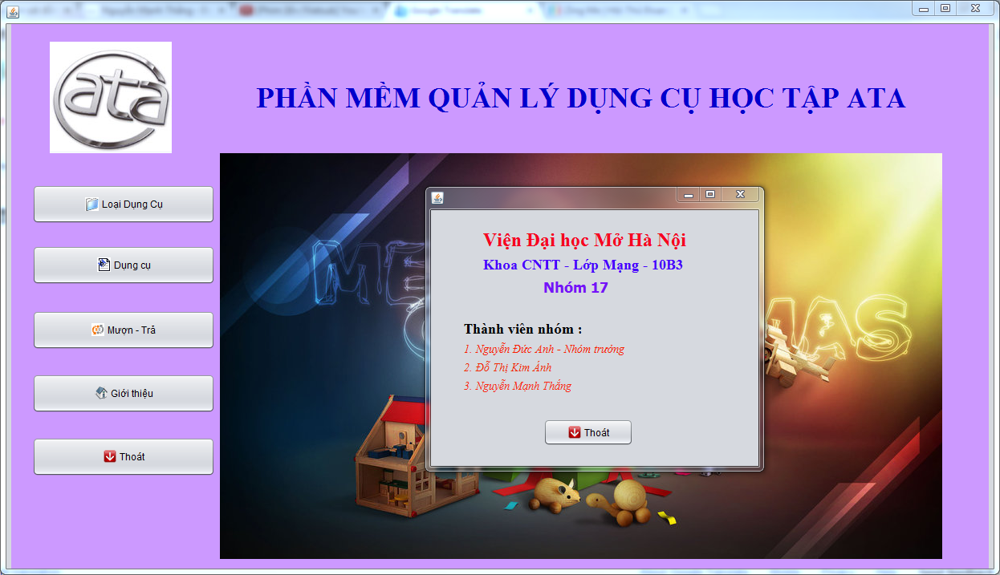 ata
PHẦN MỀM QUẢN LÝ DỤNG CỤ HỌC TẬP ATA
Loại Dụng Cụ
Dụng cụ
Mượn - Trả
Giới thiệu
Thoát
Viện Đại học Mở Hà Nội
Khoa CNTT - Lớp Mạng - 10B3
Nhóm 17
Thành viên nhóm :
1. Nguyễn Đức Anh - Nhóm trưởng
2. Đỗ Thị Kim Ánh
3. Nguyễn Mạnh Thắng
Thoát